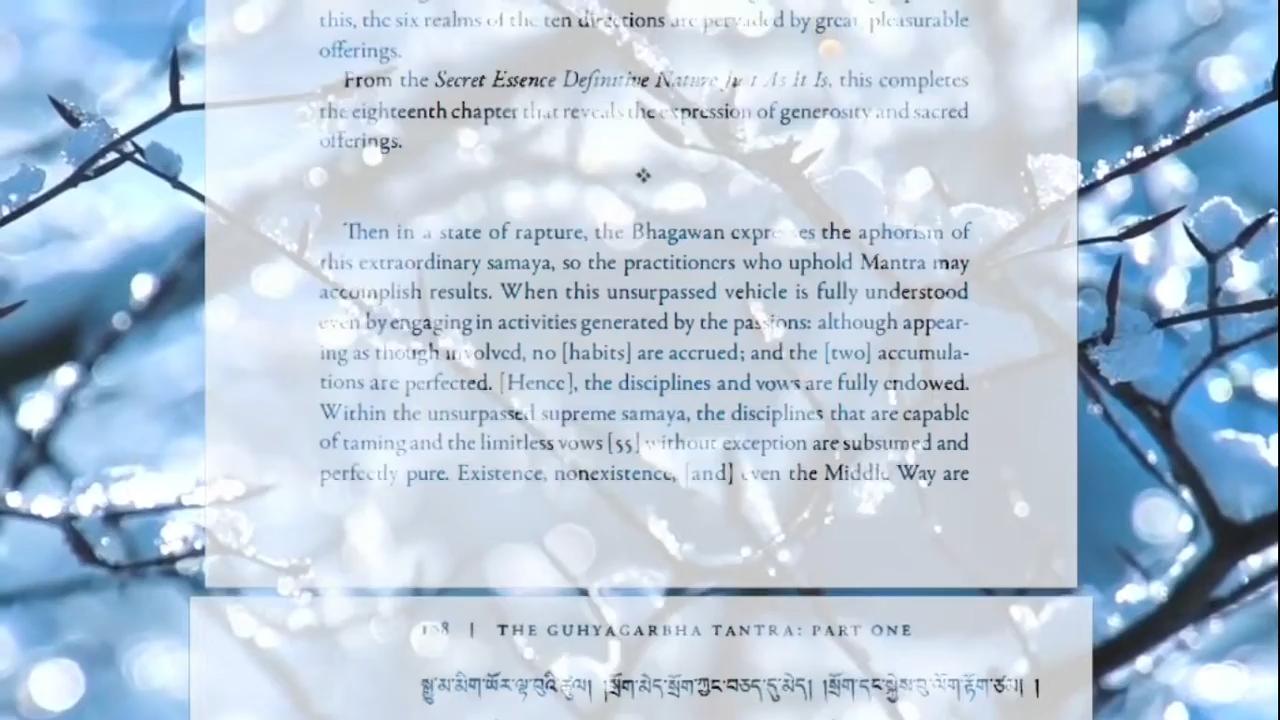 this, the six realms of the ten directions are pervaded by great pleasurable
offerings.
From the Secret Essence Definitive Nature Just As It Is, this completes
the eighteenth chapter that reveals the expression of generosity and sacred
offerings.
Then in a state of rapture, the Bhagawan expresses the aphorism of
this extraordinary samaya, so the practitioners who uphold Mantra may
accomplish results. When this unsurpassed vehicle is fully understood
even by engaging in activities generated by the passions: although appear-
ing as though involved, no [habits] are accrued; and the [two] accumula-
tions are perfected. [Hence], the disciplines and vows are fully endowed.
Within the unsurpassed supreme samaya, the disciplines that are capable
of taming and the limitless vows [55] without exception are subsumed and
perfectly pure. Existence, nonexistence, [and] even the Middle Way are
| THE GUHYAGARBHA TANTRA: PART ONE
སྒྱུ་མ་མིག་ཡོར་ལྟ་བུའི་ཚུལ། །སྲོག་མེད་སྲོག་ཀྱང་བཅད་དུ་མེད། །སྲོག་དང་སྐྱེས་བུ་ལོག་རྟོག་ཙམ། །